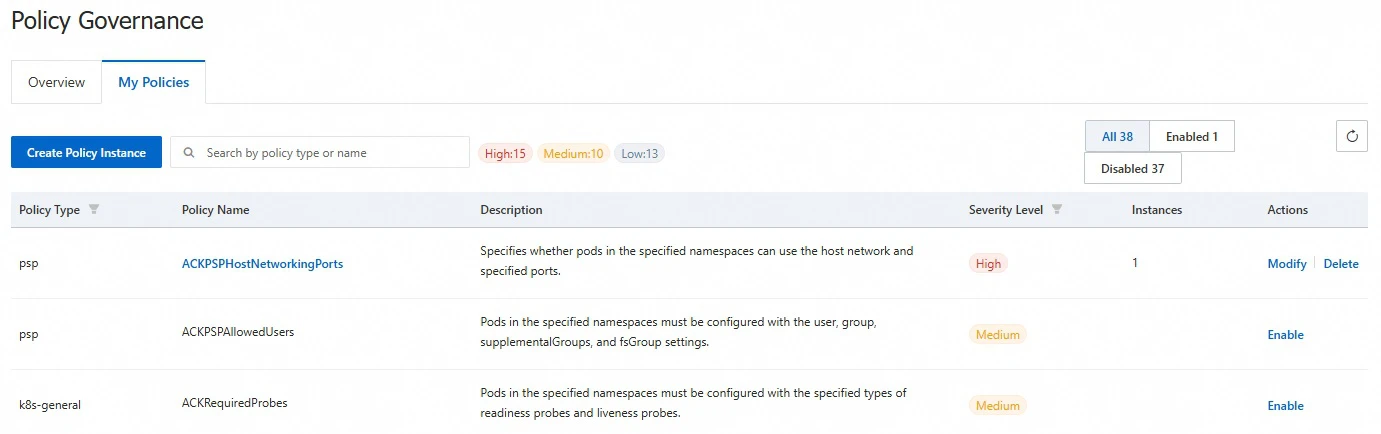 Policy Governance
Overview My Policies
Create Policy Instance Search by policy type or name High:15 Medium:10 Low:13 All 38 Enabled 1
Disabled 37
Policy Type Policy Name Description Severity Level Instances Actions
psp ACKPSPHostNetworkingPorts Specifies whether pods in the specified namespaces can use the host network and
specified ports. High 1 Modify Delete
psp ACKPSPAllowedUsers Pods in the specified namespaces must be configured with the user, group,
supplementalGroups, and fsGroup settings. Medium Enable
k8s-general ACKRequiredProbes Pods in the specified namespaces must be configured with the specified types of
readiness probes and liveness probes. Medium Enable